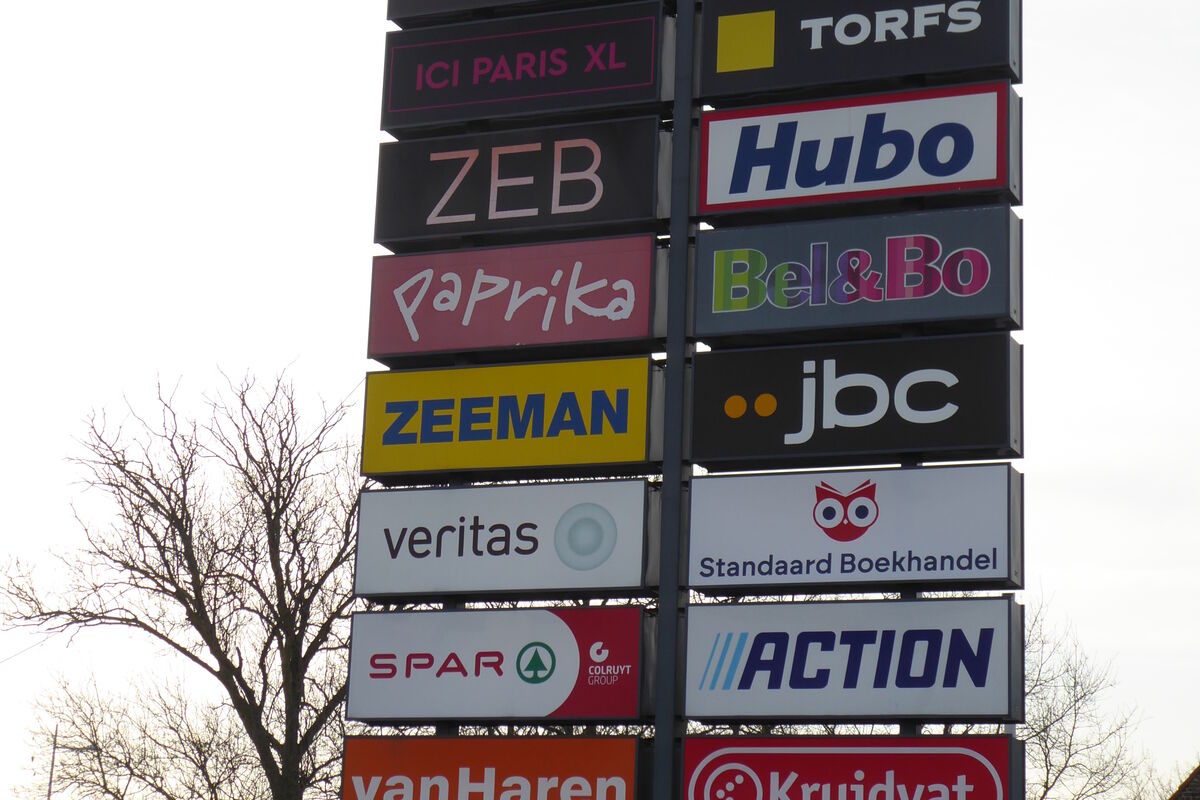 ICI PARIS XL
ZEB
paprika
ZEEMAN
veritas
SPAR
COLRUYT
GROUP
vanHaren
TORFS
Hubo
Bel&Bo
jbc
Standaard Boekhandel
ACTION
Kruidvat